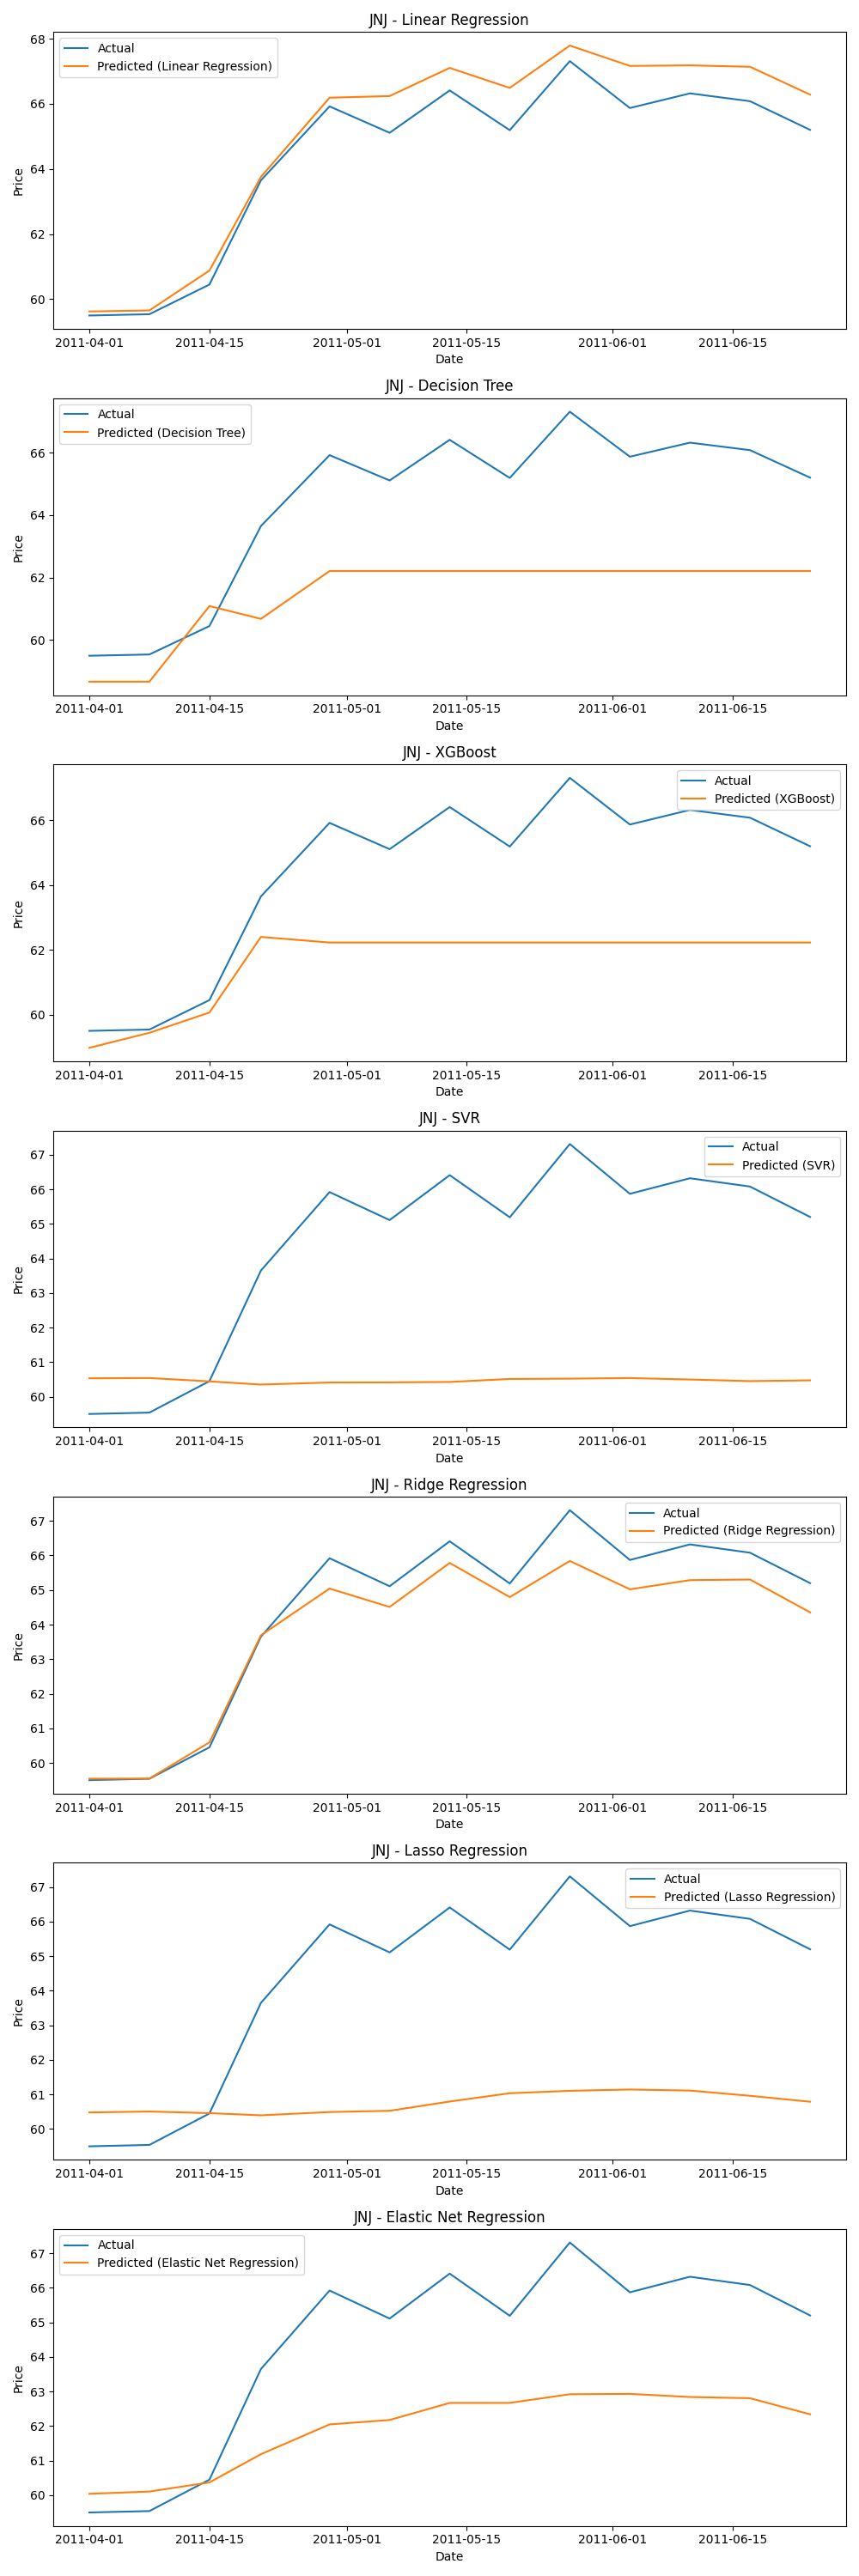 JNJ - Linear Regression
Actual
Predicted (Linear Regression)
Price
68
66
64
62
60
2011-04-01 2011-04-15 2011-05-01 2011-05-15 2011-06-01 2011-06-15
Date
JNJ - Decision Tree
Actual
Predicted (Decision Tree)
Price
66
64
62
60
2011-04-01 2011-04-15 2011-05-01 2011-05-15 2011-06-01 2011-06-15
Date
JNJ - XGBoost
Actual
Predicted (XGBoost)
Price
66
64
62
60
2011-04-01 2011-04-15 2011-05-01 2011-05-15 2011-06-01 2011-06-15
Date
JNJ - SVR
Actual
Predicted (SVR)
Price
67
66
65
64
63
62
61
60
2011-04-01 2011-04-15 2011-05-01 2011-05-15 2011-06-01 2011-06-15
Date
JNJ - Ridge Regression
Actual
Predicted (Ridge Regression)
Price
67
66
65
64
63
62
61
60
2011-04-01 2011-04-15 2011-05-01 2011-05-15 2011-06-01 2011-06-15
Date
JNJ - Lasso Regression
Actual
Predicted (Lasso Regression)
Price
67
66
65
64
63
62
61
60
2011-04-01 2011-04-15 2011-05-01 2011-05-15 2011-06-01 2011-06-15
Date
JNJ - Elastic Net Regression
Actual
Predicted (Elastic Net Regression)
Price
67
66
65
64
63
62
61
60
2011-04-01 2011-04-15 2011-05-01 2011-05-15 2011-06-01 2011-06-15
Date